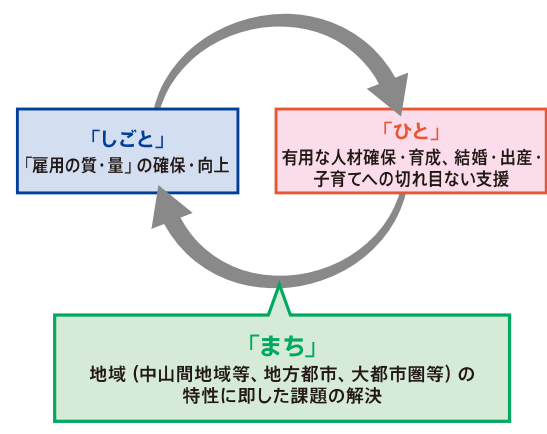 「しごと」
「雇用の質・量」の確保・向上
「ひと」
有用な人材確保・育成、結婚・出産・
子育てへの切れ目ない支援
「まち」
地域（中山間地域等、地方都市、大都市圏等）の
特性に即した課題の解決